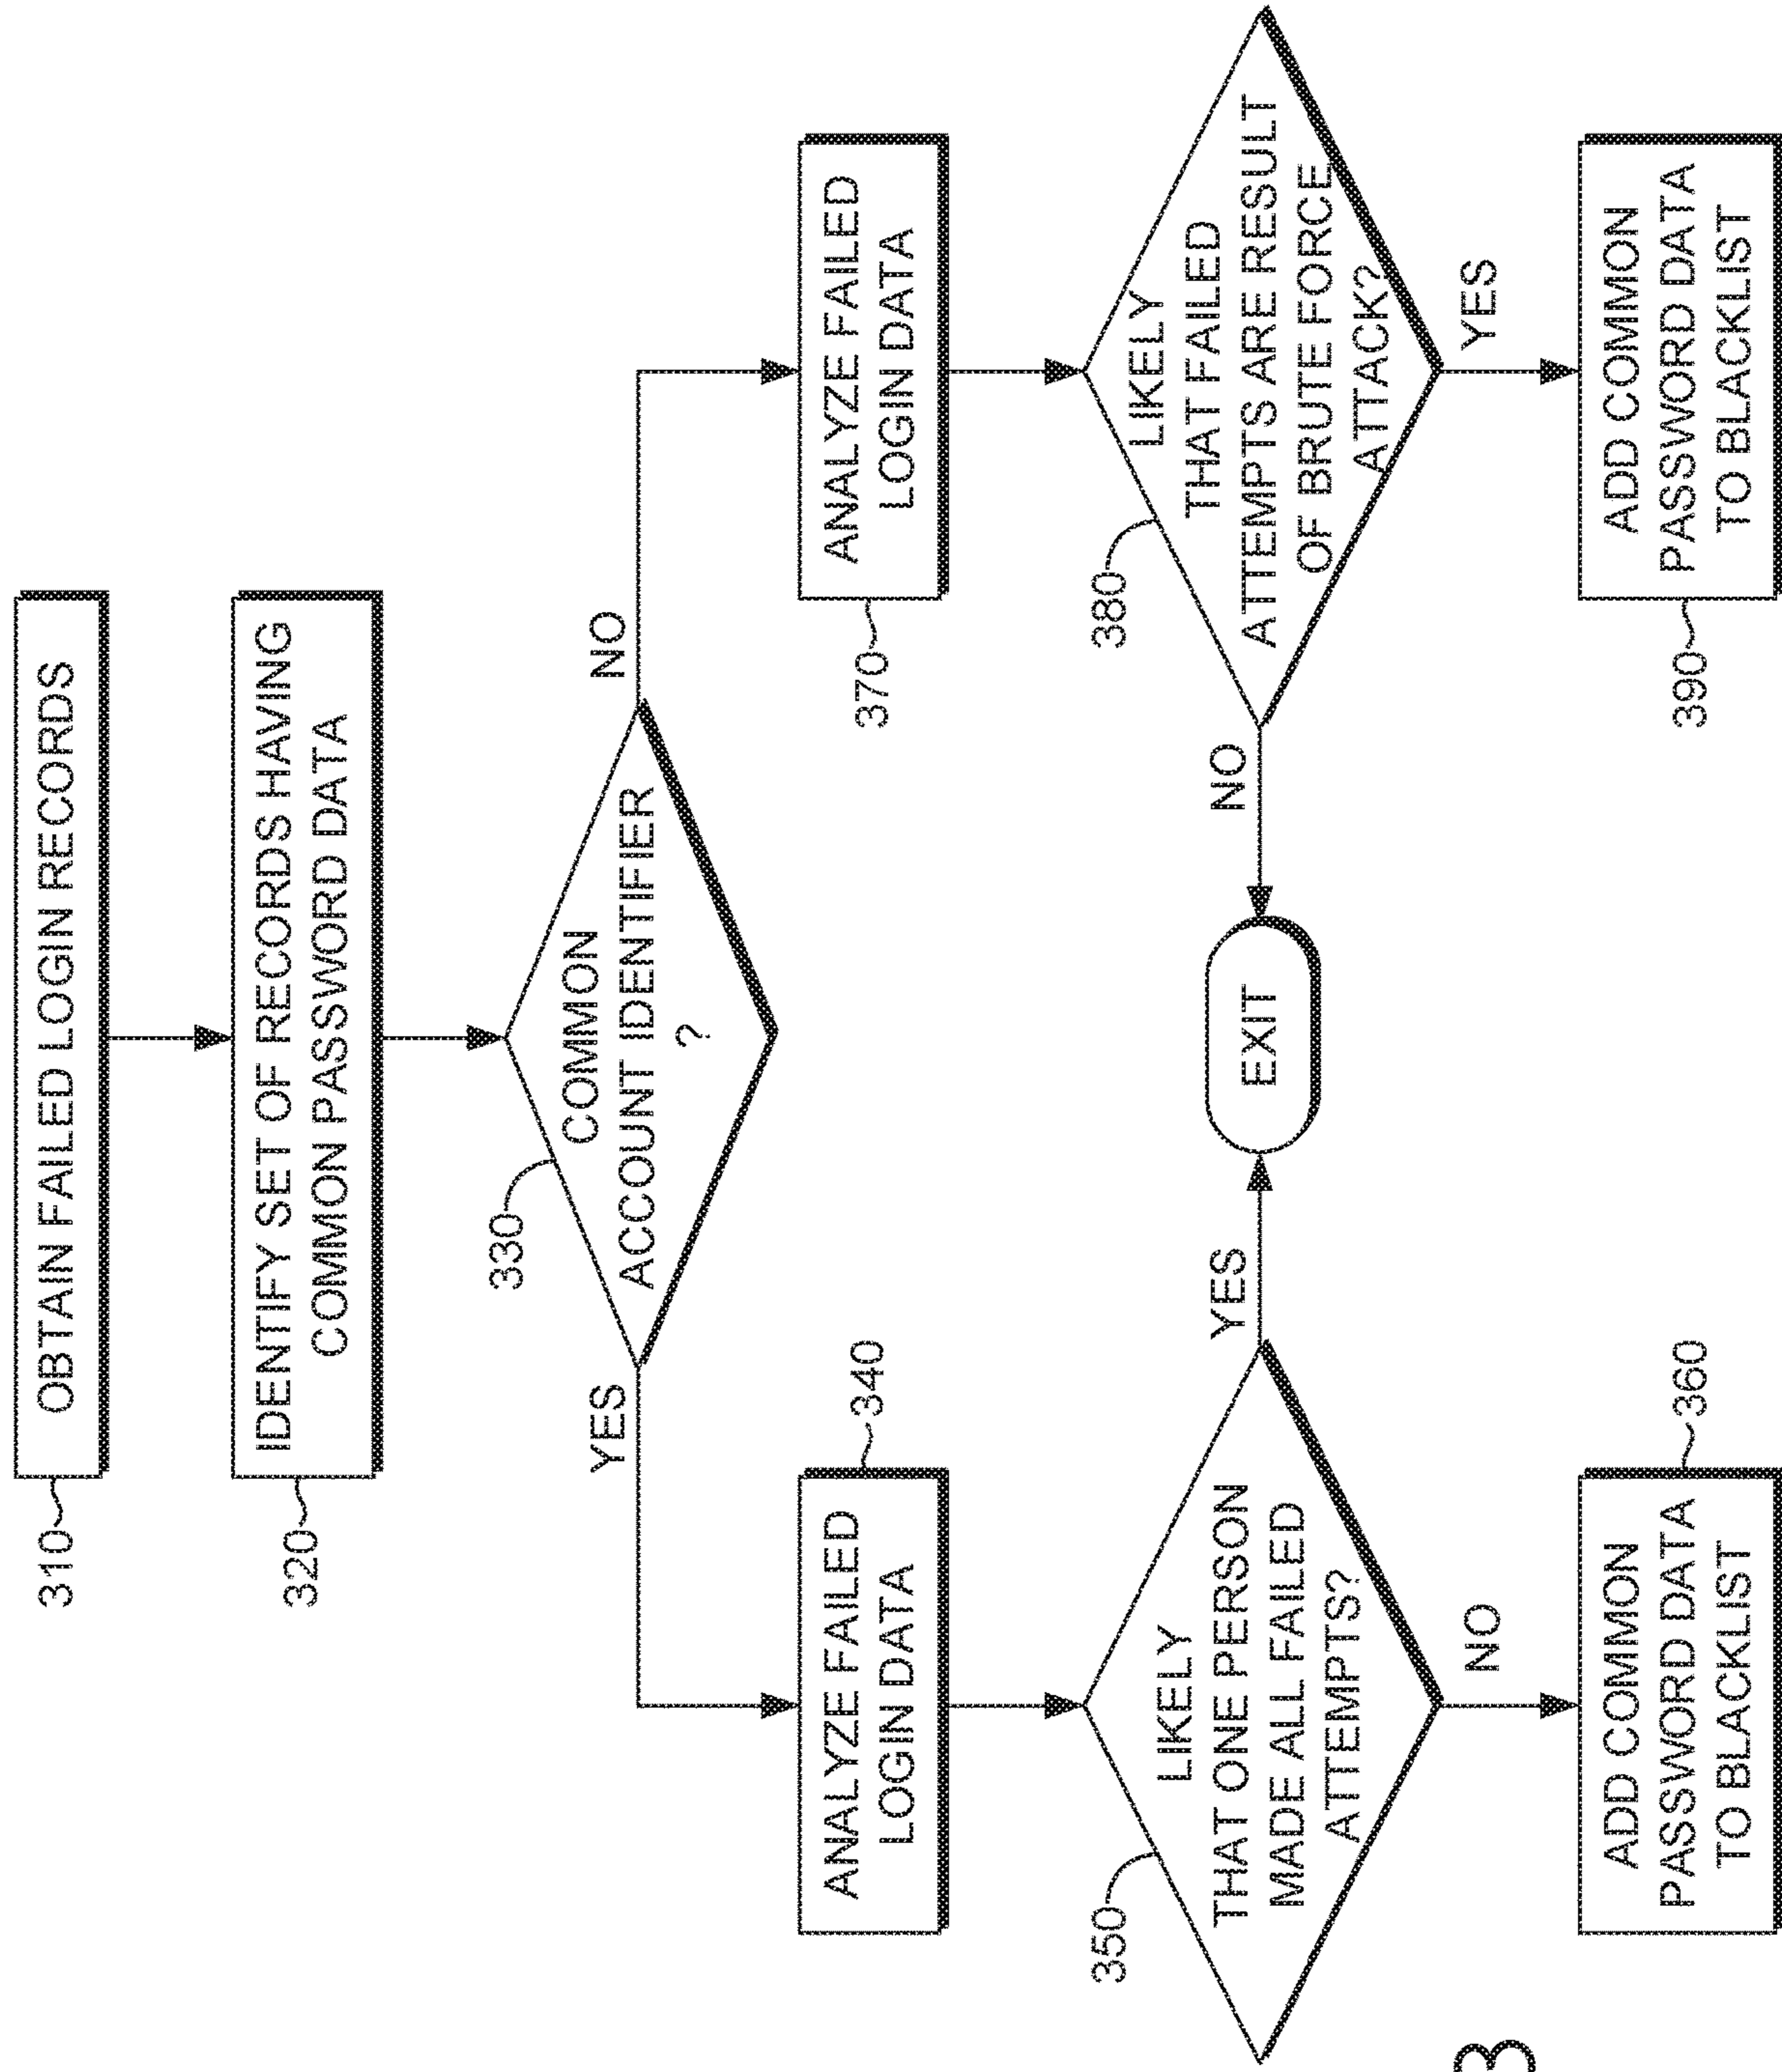 310
OBTAIN FAILED LOGIN RECORDS
320
IDENTIFY SET OF RECORDS HAVING
COMMON PASSWORD DATA
330
COMMON
ACCOUNT IDENTIFIER
?
YES
NO
ANALYZE FAILED
LOGIN DATA
340
370
ANALYZE FAILED
LOGIN DATA
350
LIKELY
THAT ONE PERSON
MADE ALL FAILED
ATTEMPTS?
YES
EXIT
NO
380
LIKELY
THAT FAILED
ATTEMPTS ARE RESULT
OF BRUTE FORCE
ATTACK?
NO
YES
ADD COMMON
PASSWORD DATA
TO BLACKLIST
360
390
ADD COMMON
PASSWORD DATA
TO BLACKLIST
3